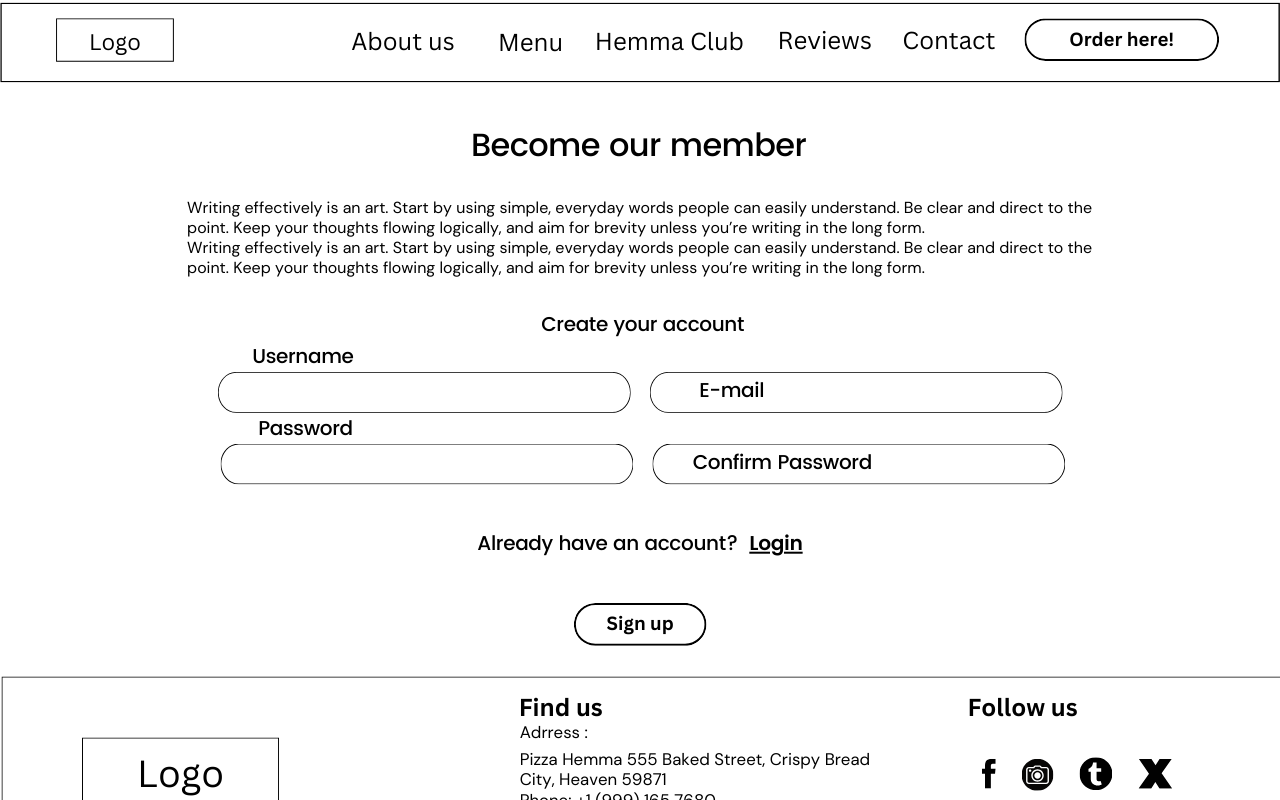 Logo
About us
Menu
Hemma Club
Reviews
Contact
Order here!
Become our member
Writing effectively is an art. Start by using simple, everyday words people can easily understand. Be clear and direct to the
point. Keep your thoughts flowing logically, and aim for brevity unless you’re writing in the long form.
Writing effectively is an art. Start by using simple, everyday words people can easily understand. Be clear and direct to the
point. Keep your thoughts flowing logically, and aim for brevity unless you’re writing in the long form.
Create your account
Username
E-mail
Password
Confirm Password
Already have an account? Login
Sign up
Logo
Find us
Adrress :
Pizza Hemma 555 Baked Street, Crispy Bread
City, Heaven 59871
Phone: +1 (999) 165 7680
Follow us